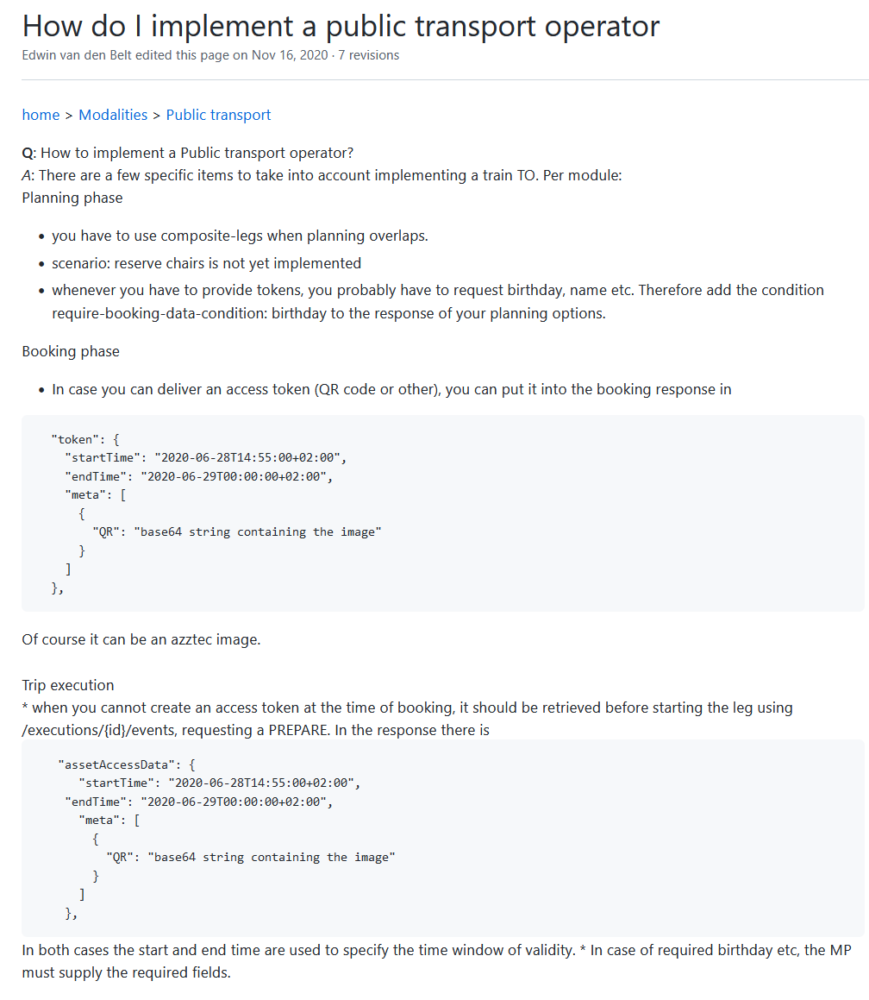 How do I implement a public transport operator
Edwin van den Belt edited this page on Nov 16, 2020 · 7 revisions
home > Modalities > Public transport
Q: How to implement a Public transport operator?
A: There are a few specific items to take into account implementing a train TO. Per module:
Planning phase
• you have to use composite-legs when planning overlaps.
• scenario: reserve chairs is not yet implemented
• whenever you have to provide tokens, you probably have to request birthday, name etc. Therefore add the condition
require-booking-data-condition: birthday to the response of your planning options.
Booking phase
• In case you can deliver an access token (QR code or other), you can put it into the booking response in
"token": {
"startTime": "2020-06-28T14:55:00+02:00",
"endTime": "2020-06-29T00:00:00+02:00",
"meta": [
{
"QR": "base64 string containing the image"
}
]
},
Of course it can be an azztec image.
Trip execution
* when you cannot create an access token at the time of booking, it should be retrieved before starting the leg using
/executions/{id}/events, requesting a PREPARE. In the response there is
"assetAccessData": {
"startTime": "2020-06-28T14:55:00+02:00",
"endTime": "2020-06-29T00:00:00+02:00",
"meta": [
{
"QR": "base64 string containing the image"
}
]
},
In both cases the start and end time are used to specify the time window of validity. * In case of required birthday etc, the MP
must supply the required fields.